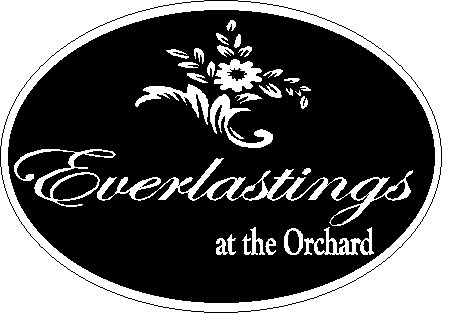 Everlastings
at the Orchard